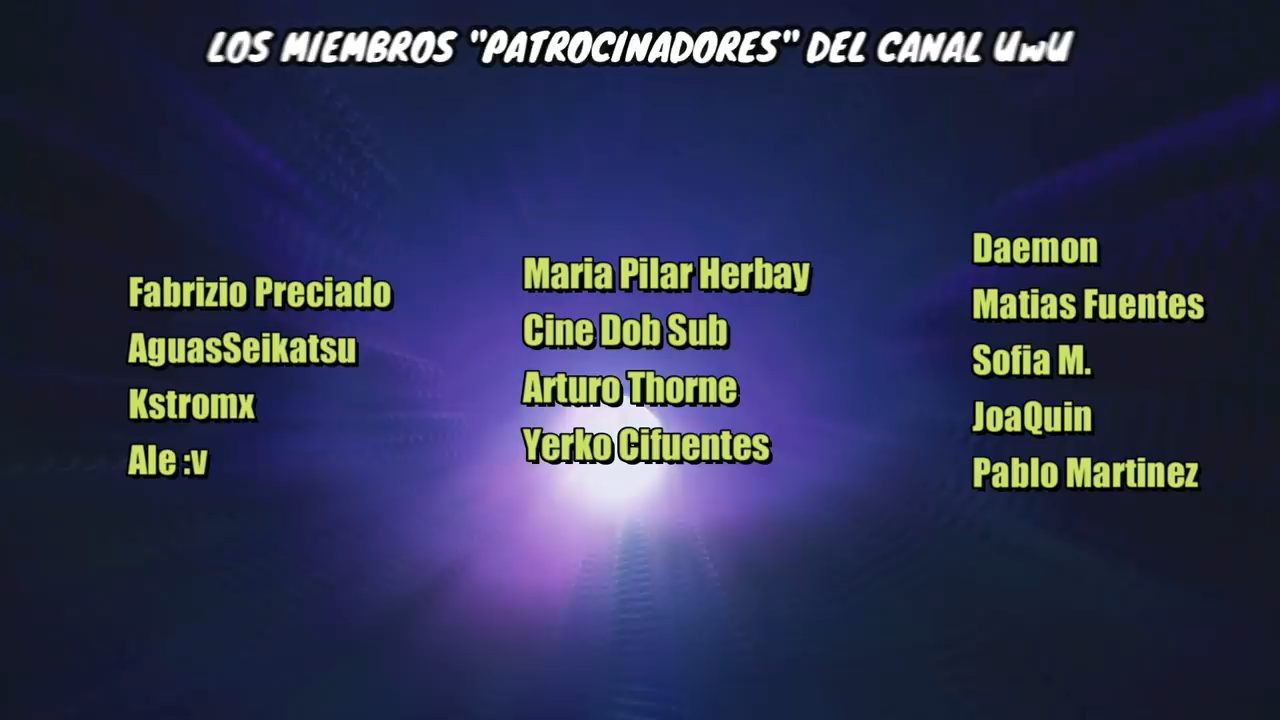 LOS MIEMBROS "PATROCINADORES" DEL CANAL UwU
Fabrizio Preciado
AguasSeikatsu
Kstromx
Ale :v
Maria Pilar Herbay
Cine Dob Sub
Arturo Thorne
Yerko Cifuentes
Daemon
Matias Fuentes
Sofia M.
JoaQuin
Pablo Martinez